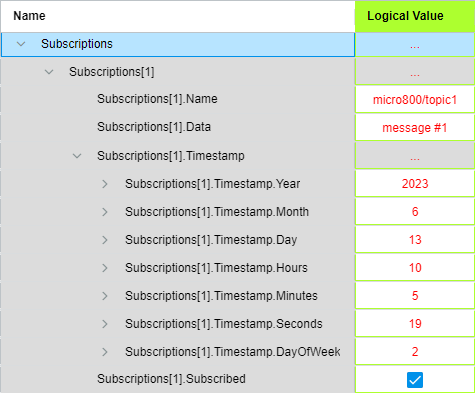 Name Logical Value
Subscriptions ...
Subscriptions[1] ...
Subscriptions[1].Name micro800/topic1
Subscriptions[1].Data message #1
Subscriptions[1].Timestamp ...
Subscriptions[1].Timestamp.Year 2023
Subscriptions[1].Timestamp.Month 6
Subscriptions[1].Timestamp.Day 13
Subscriptions[1].Timestamp.Hours 10
Subscriptions[1].Timestamp.Minutes 5
Subscriptions[1].Timestamp.Seconds 19
Subscriptions[1].Timestamp.DayOfWeek 2
Subscriptions[1].Subscribed